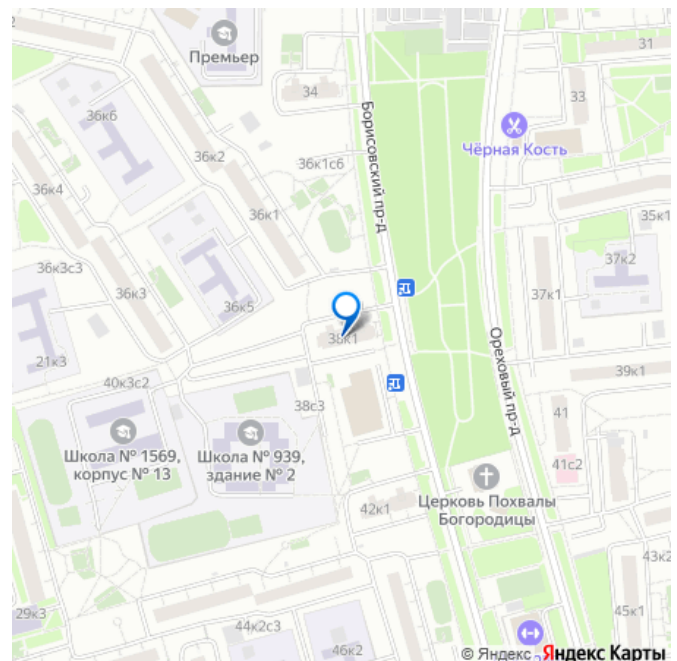 Премьер
31
34
33
36к6
Чёрная Кость
36к2
36к1с6
Борисовский пр-д
36к4
36к1
35к1
36к3с3
37к2
36к3
36к5
37к1
38к1
Ореховый пр-д
21к3
40к3с2
39к1
38с3
41
Школа № 1569,
корпус № 13
Школа № 939,
здание № 2
41с2
Церковь Похвалы
Богородицы
42к1
43к2
29к3
45к1
44к2с3
46к2
© Яндекс Яндекс Карты